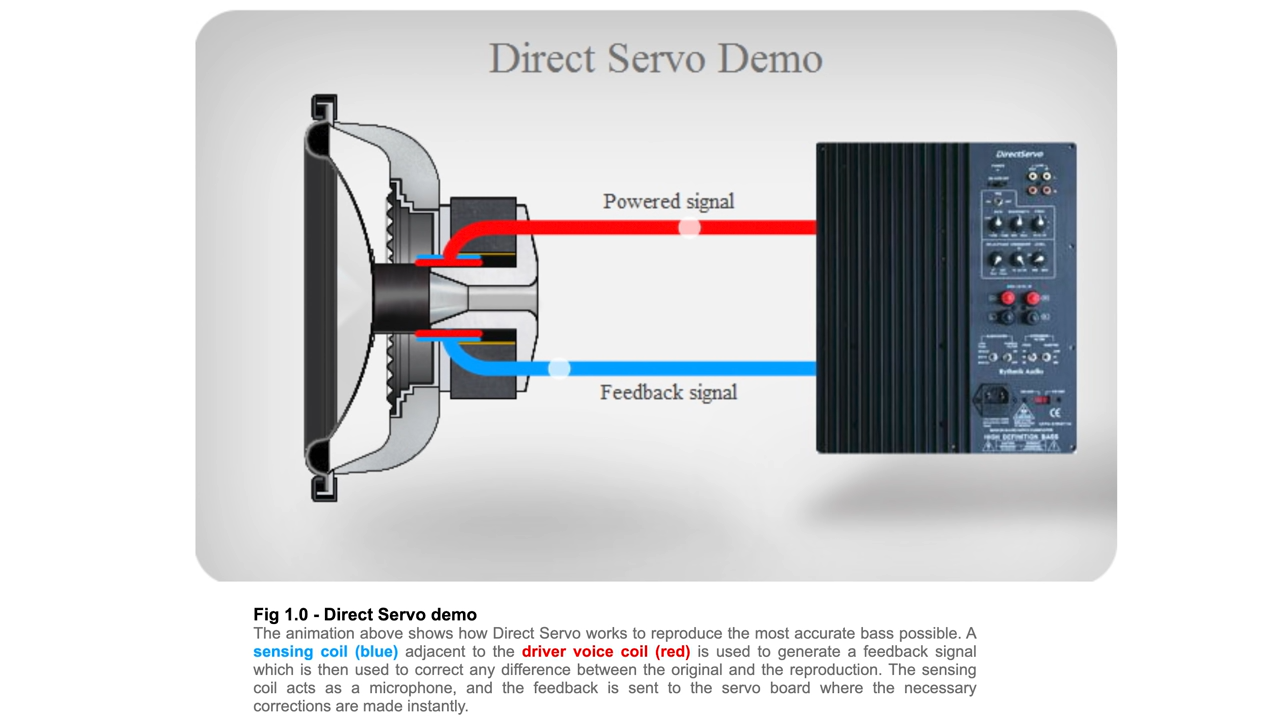 Direct Servo Demo
DirectServo
Powered signal
Feedback signal
Rythmik Audio
HIGH DEFINITION BASS
Fig 1.0 - Direct Servo demo
The animation above shows how Direct Servo works to reproduce the most accurate bass possible. A
sensing coil (blue) adjacent to the driver voice coil (red) is used to generate a feedback signal
which is then used to correct any difference between the original and the reproduction. The sensing
coil acts as a microphone, and the feedback is sent to the servo board where the necessary
corrections are made instantly.